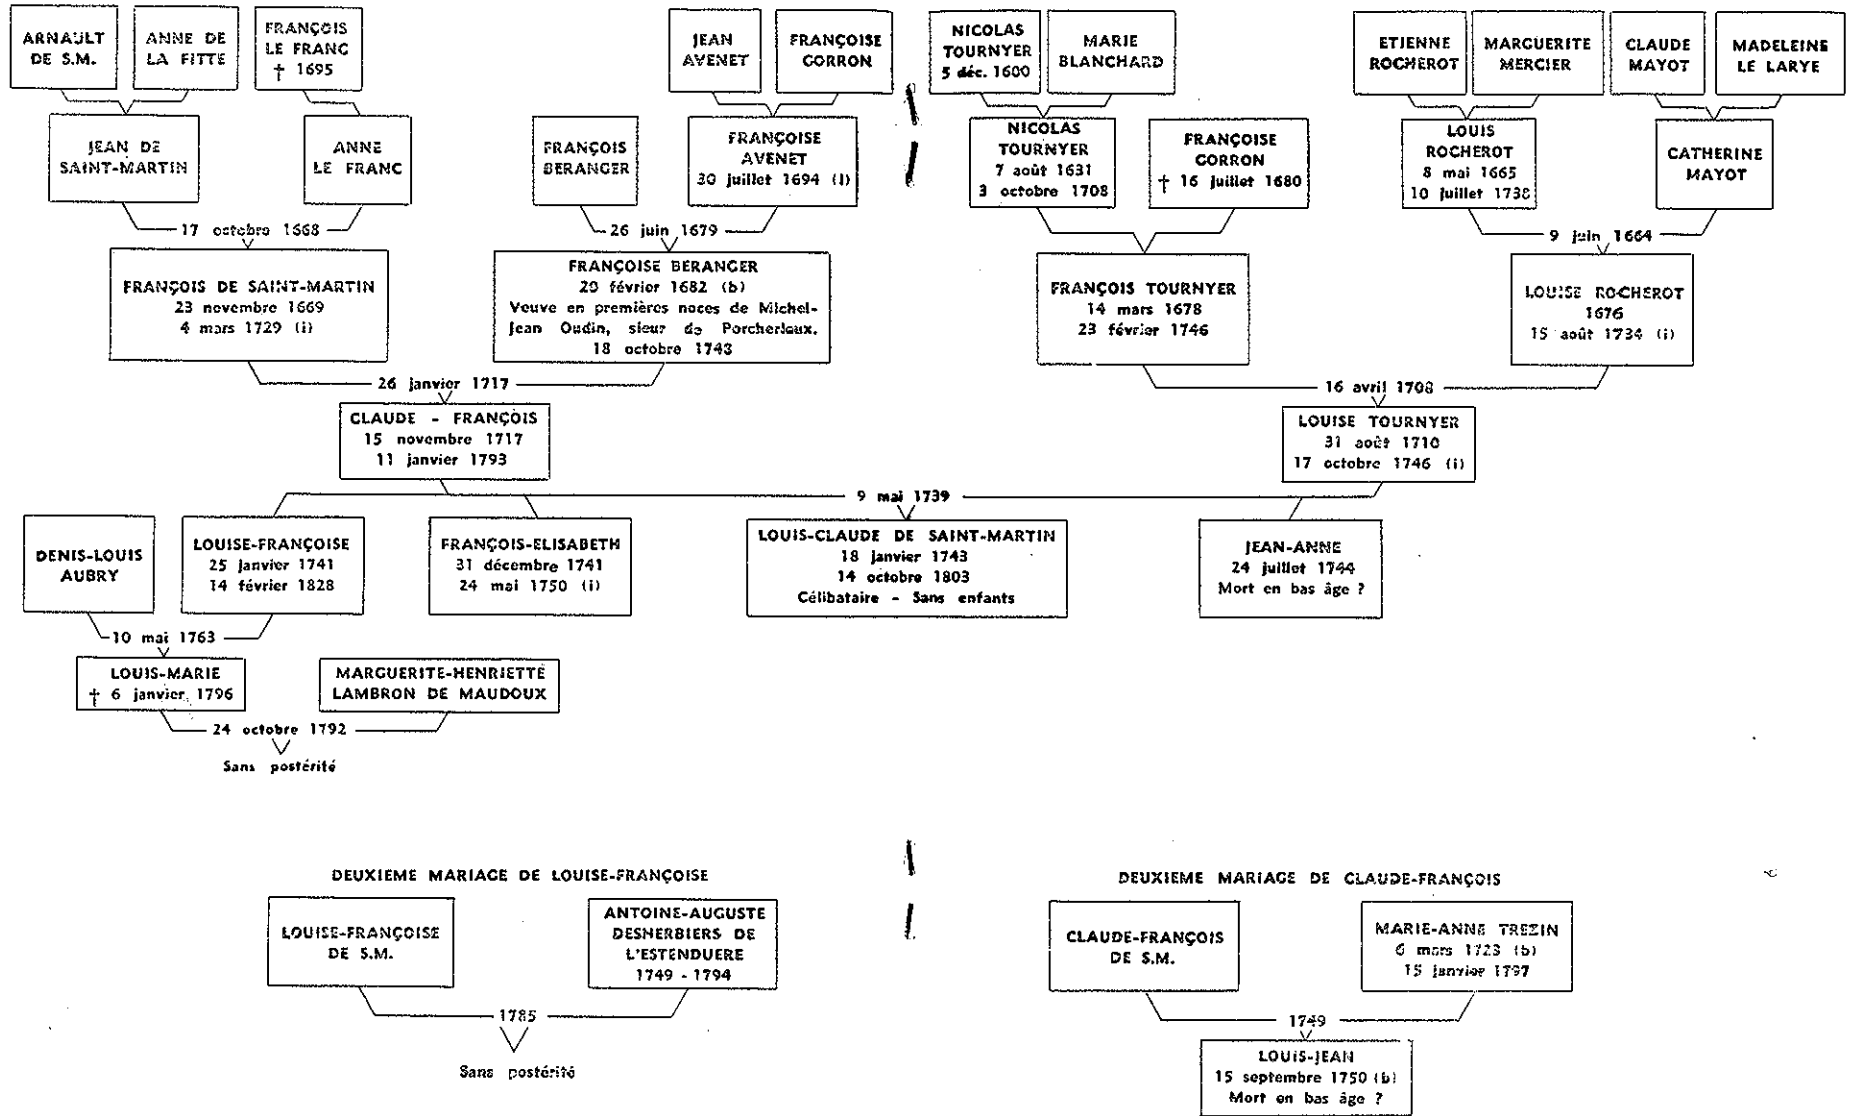 ARNAULT
DE S.M.
ANNE DE
LA FITTE
FRANÇOIS
LE FRANC
† 1695
JEAN
AVENET
FRANÇOISE
GORRON
NICOLAS
TOURNYER
5 déc. 1600
MARIE
BLANCHARD
ETIENNE
ROCHEROT
MARGUERITE
MERCIER
CLAUDE
MAYOT
MADELEINE
LE LARYE
JEAN DE
SAINT-MARTIN
ANNE
LE FRANC
FRANÇOIS
BERANGER
FRANÇOISE
AVENET
30 juillet 1694 (i)
NICOLAS
TOURNYER
7 août 1631
3 octobre 1708
FRANÇOISE
GORRON
† 16 juillet 1680
LOUIS
ROCHEROT
8 mai 1665
10 juillet 1738
CATHERINE
MAYOT
17 octobre 1668
26 juin 1679
9 juin 1664
FRANÇOIS DE SAINT-MARTIN
23 novembre 1669
4 mars 1729 (i)
FRANÇOISE BERANGER
20 février 1682 (b)
Veuve en premières noces de Michel-
Jean Oudin, sieur de Porcherieux.
18 octobre 1743
FRANÇOIS TOURNYER
14 mars 1678
23 février 1746
LOUISE ROCHEROT
1676
15 août 1734 (i)
26 janvier 1717
16 avril 1708
CLAUDE - FRANÇOIS
15 novembre 1717
11 janvier 1793
LOUISE TOURNYER
31 août 1710
17 octobre 1746 (i)
9 mai 1739
DENIS-LOUIS
AUBRY
LOUISE-FRANÇOISE
25 janvier 1741
14 février 1828
FRANÇOIS-ELISABETH
31 décembre 1741
24 mai 1750 (i)
LOUIS-CLAUDE DE SAINT-MARTIN
18 janvier 1743
14 octobre 1803
Célibataire - Sans enfants
JEAN-ANNE
24 juillet 1744
Mort en bas âge ?
10 mai 1763
LOUIS-MARIE
† 6 janvier 1796
MARGUERITE-HENRIETTE
LAMBRON DE MAUDOUX
24 octobre 1792
Sans postérité
DEUXIEME MARIAGE DE LOUISE-FRANÇOISE
DEUXIEME MARIAGE DE CLAUDE-FRANÇOIS
LOUISE-FRANÇOISE
DE S.M.
ANTOINE-AUGUSTE
DESHERBIERS DE
L'ESTENDUERE
1749 - 1794
CLAUDE-FRANÇOIS
DE S.M.
MARIE-ANNE TREZIN
6 mars 1723 (b)
15 janvier 1797
1785
Sans postérité
1749
LOUIS-JEAN
15 septembre 1750 (b)
Mort en bas âge ?